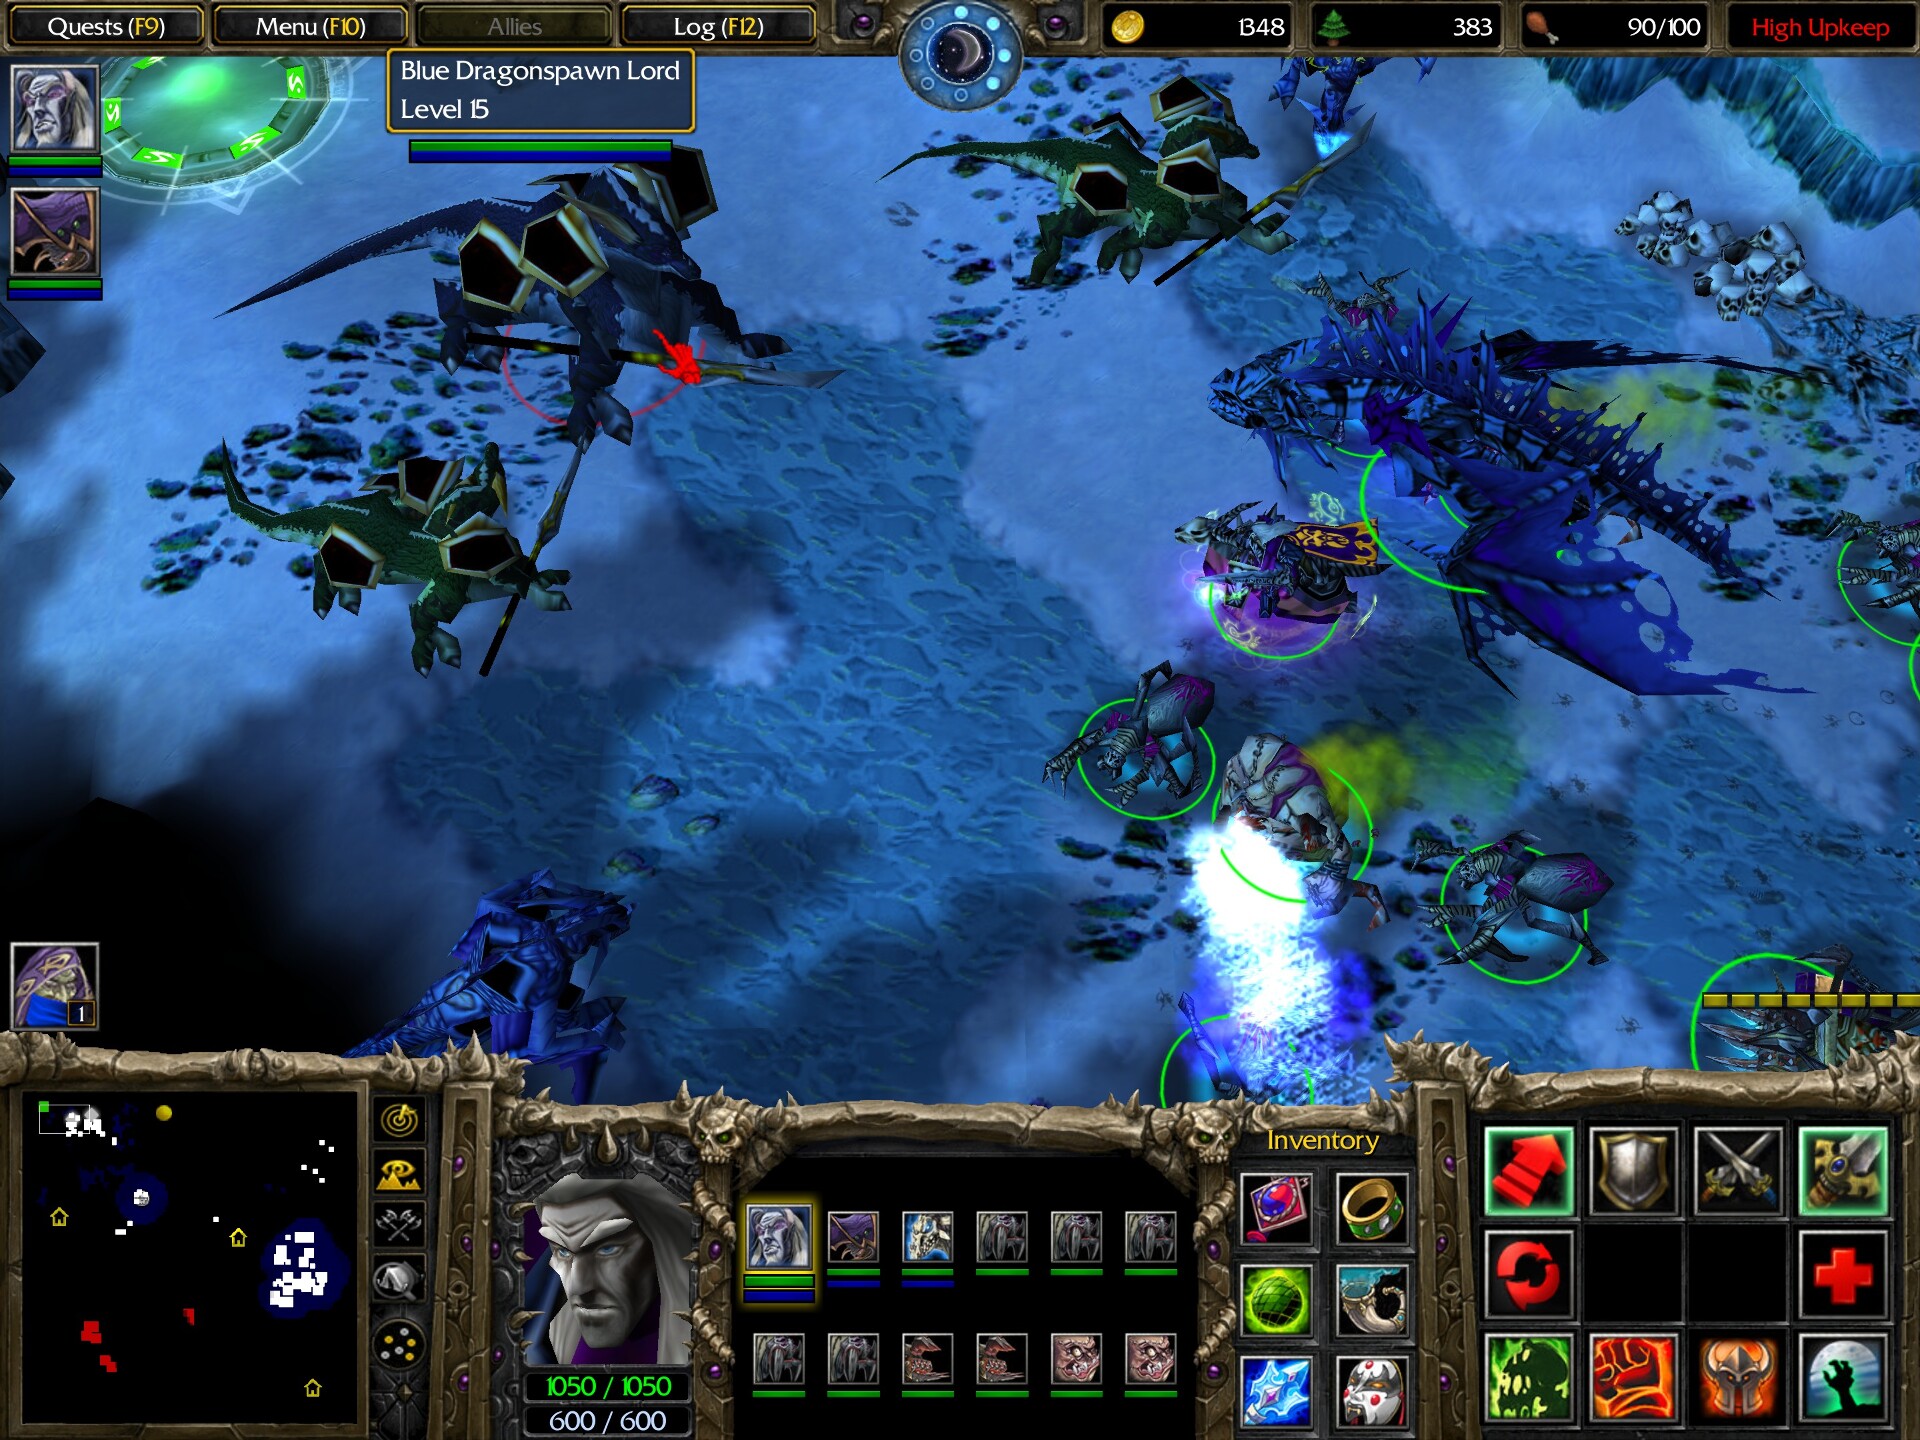 Quests (F9)
Menu (F10)
Allies
Log (F12)
1348
383
90/100
High Upkeep
Blue Dragonspawn Lord
Level 15
1
Inventory
1050 / 1050
600 / 600